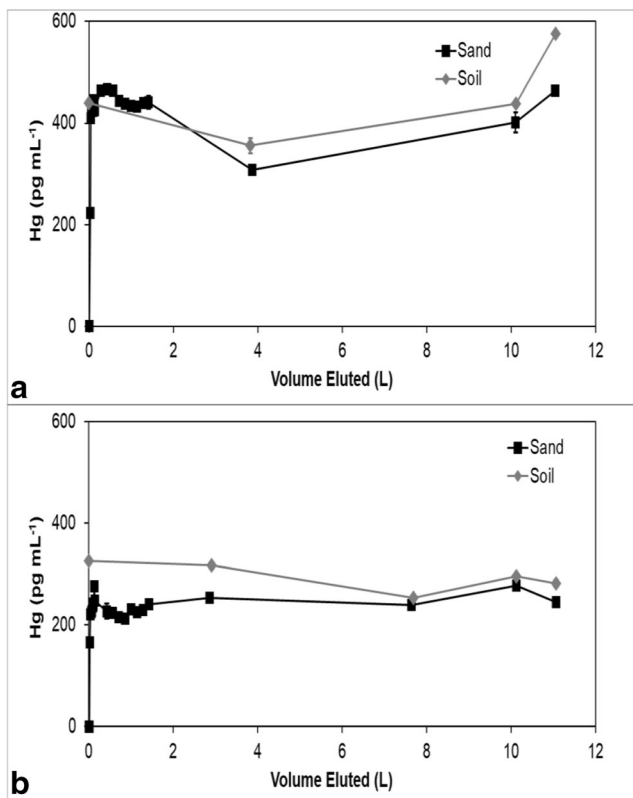 600
400
200
0
Hg (pg mL⁻¹)
Sand
Soil
0 2 4 6 8 10 12
Volume Eluted (L)
a
600
400
200
0
Hg (pg mL⁻¹)
Sand
Soil
0 2 4 6 8 10 12
Volume Eluted (L)
b